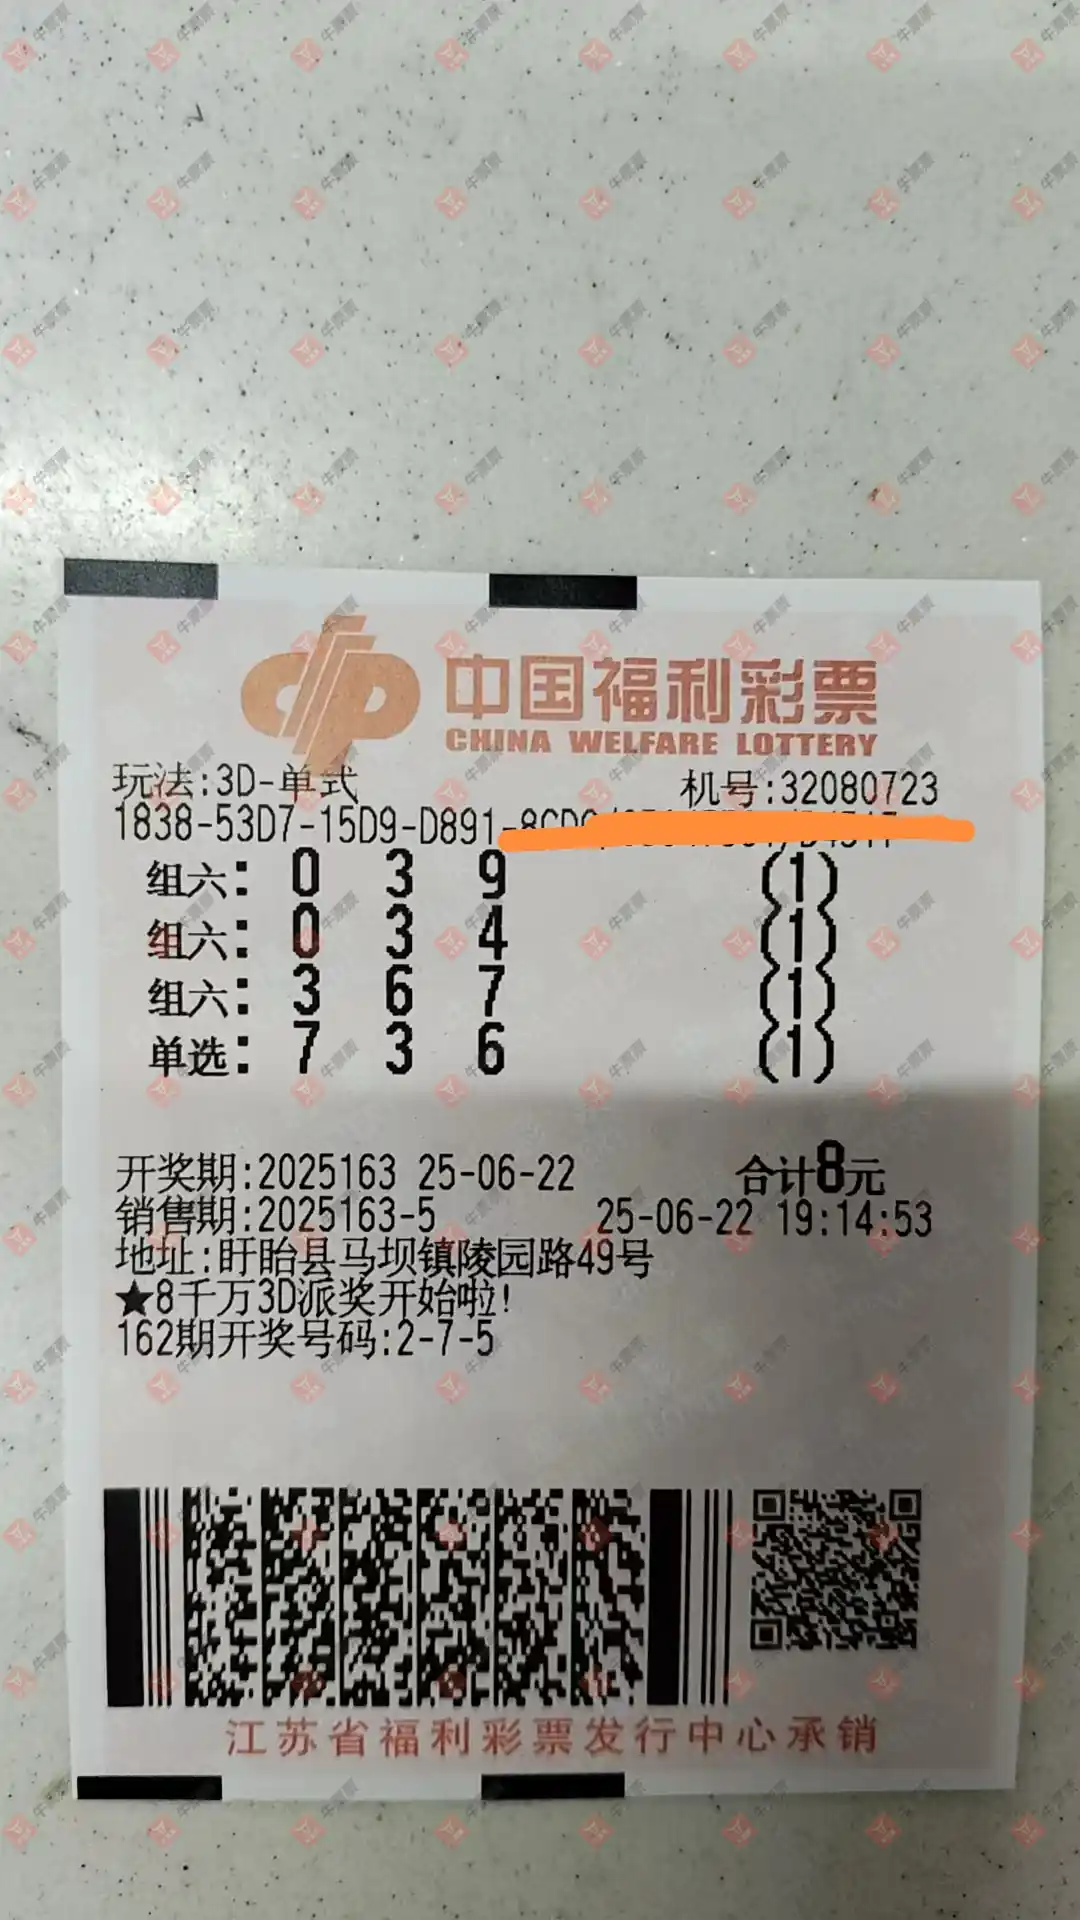 中国福利彩票
CHINA WELFARE LOTTERY
玩法:3D-单式 机号:32080723
1838-53D7-15D9-D891-
组六: 0 3 9 (1)
组六: 0 3 4 (1)
组六: 3 6 7 (1)
单选: 7 3 6 (1)
开奖期:2025163 25-06-22 合计8元
销售期:2025163-5 25-06-22 19:14:53
地址:盱眙县马坝镇陵园路49号
★8千万3D派奖开始啦!
162期开奖号码:2-7-5
江苏省福利彩票发行中心承销
牛票票